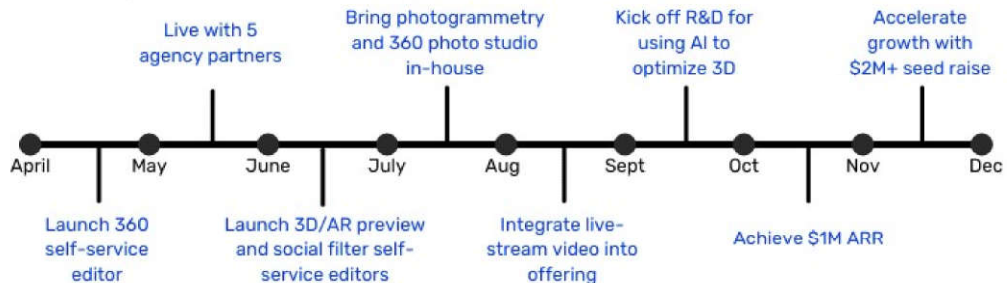 Live with 5
agency partners
Bring photogrammetry
and 360 photo studio
in-house
Kick off R&D for
using AI to
optimize 3D
Accelerate
growth with
$2M+ seed raise
April
May
June
July
Aug
Sept
Oct
Nov
Dec
Launch 360
self-service
editor
Launch 3D/AR preview
and social filter self-
service editors
Integrate live-
stream video into
offering
Achieve $1M ARR